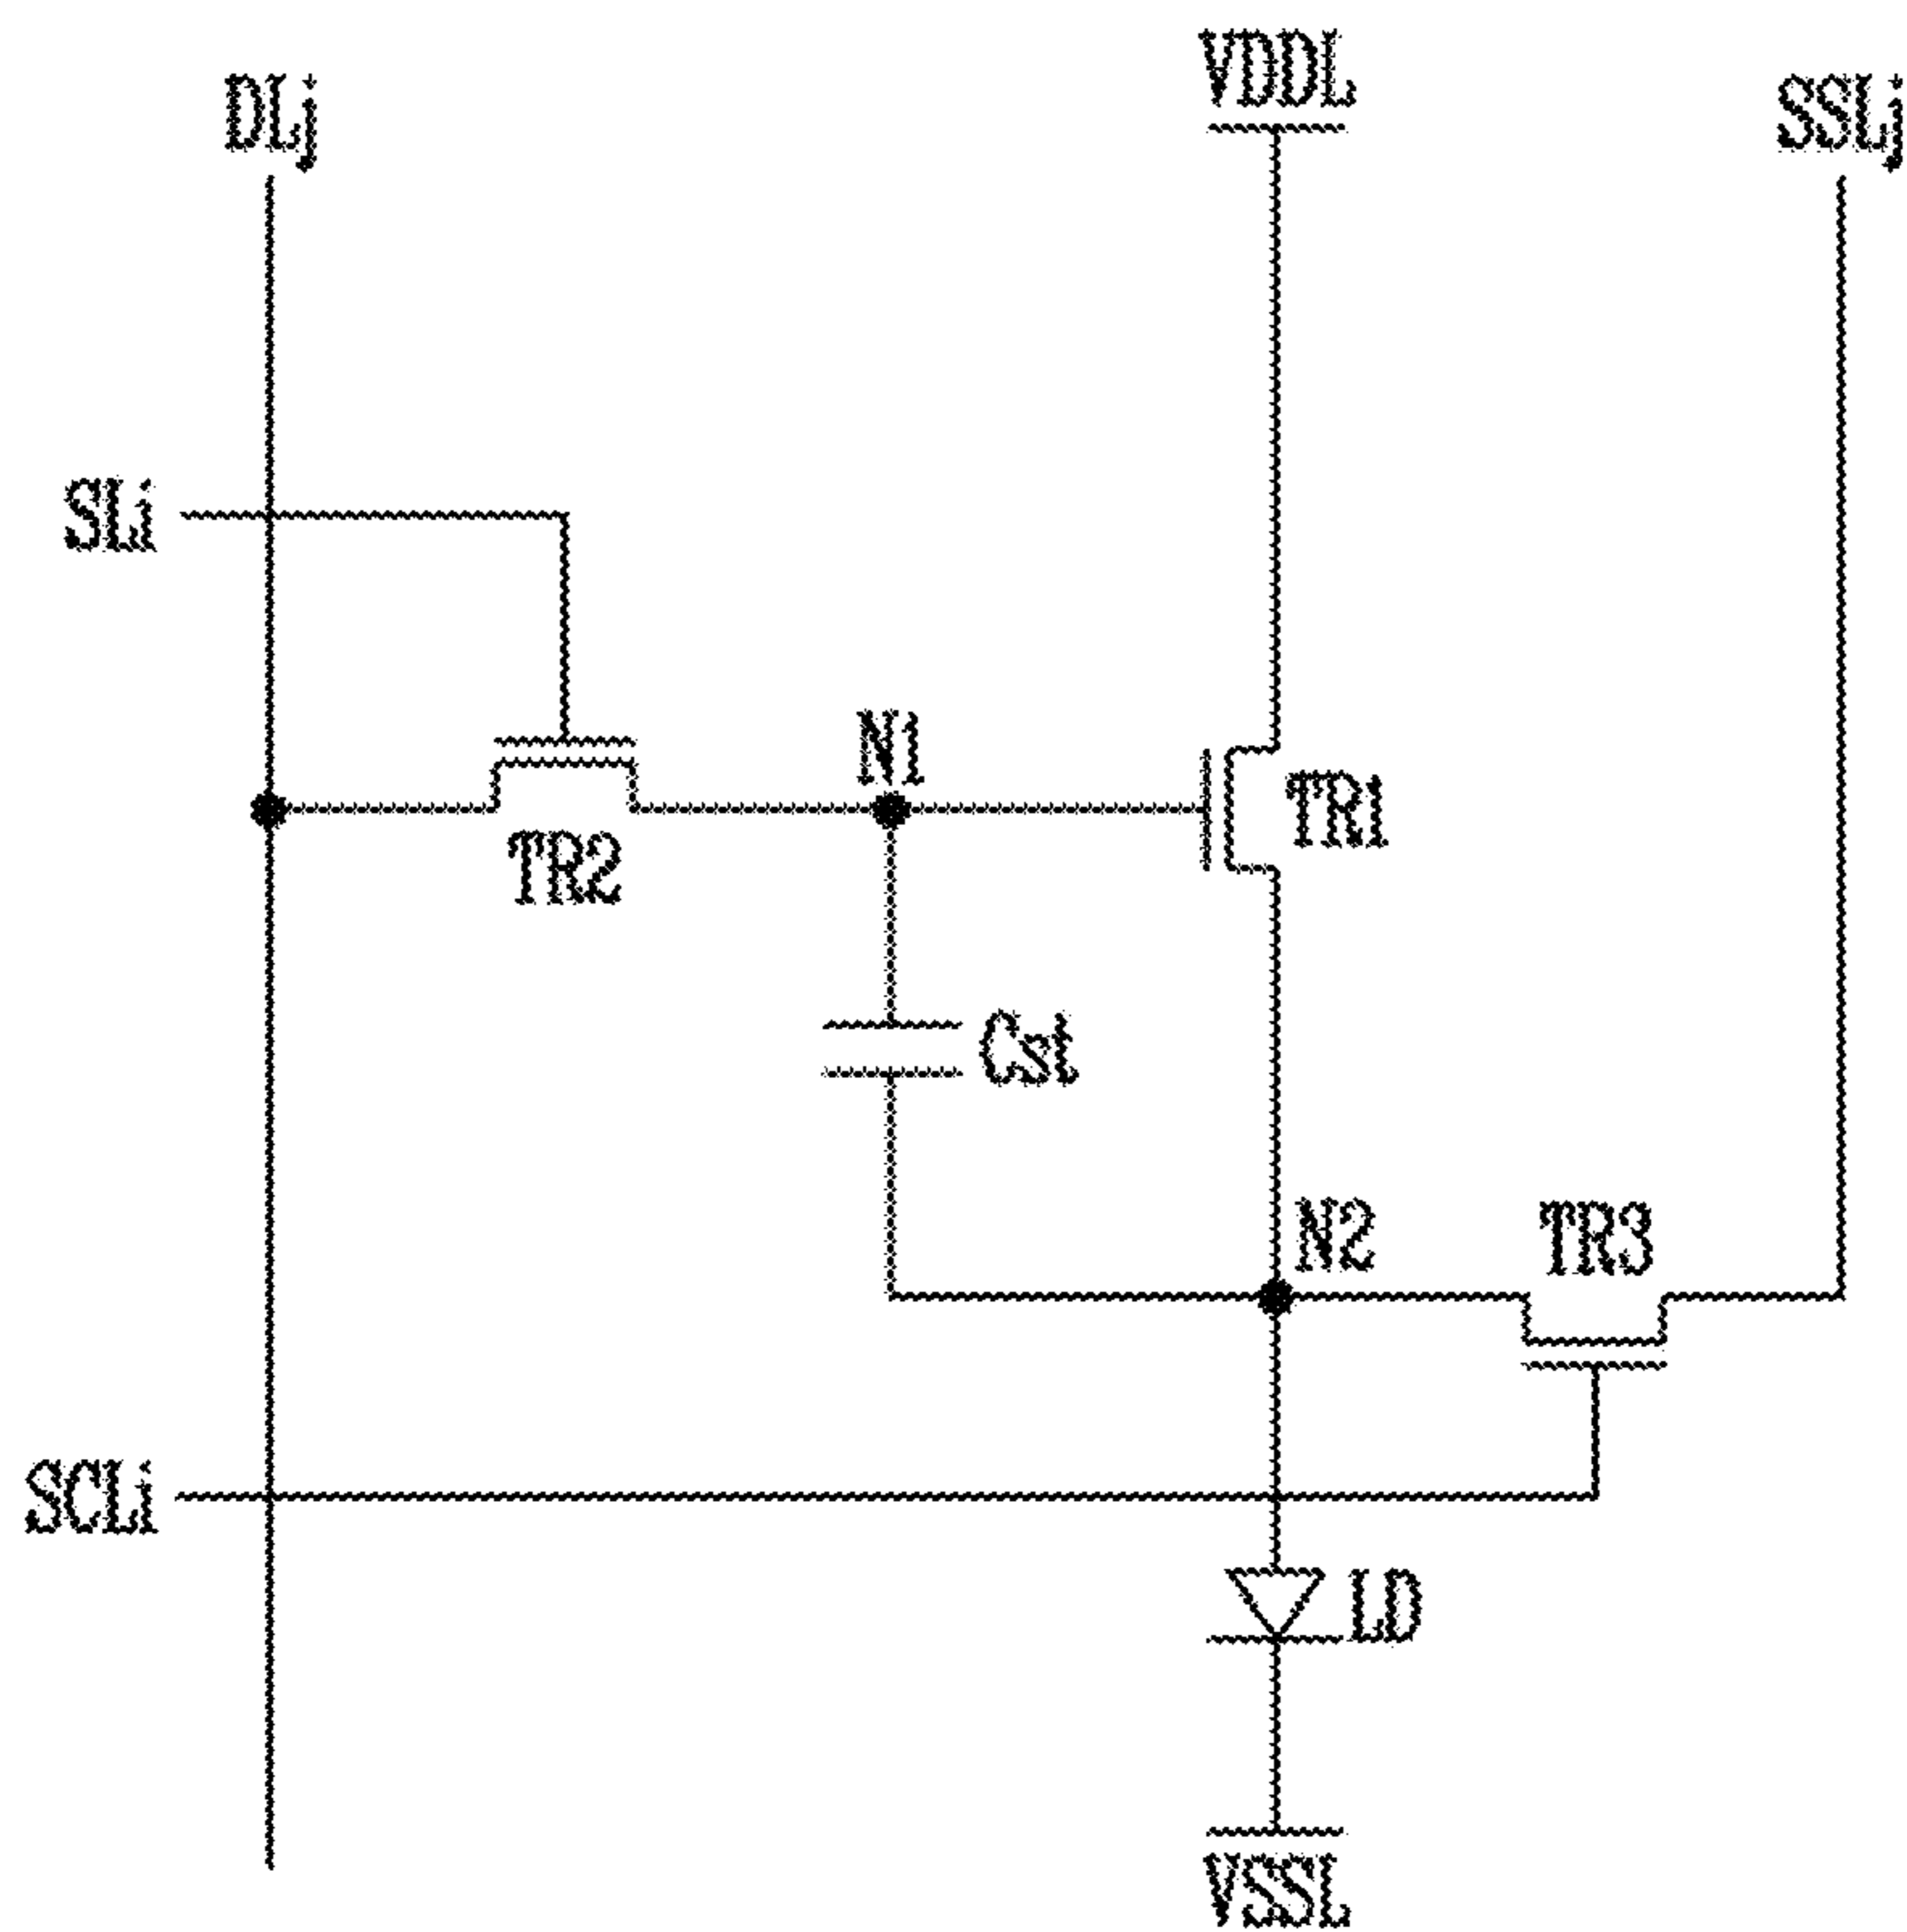 VDDL
DLj
SSLj
SLi
N1
TR1
TR2
Cst
N2
TR3
SCLi
LD
VSSL